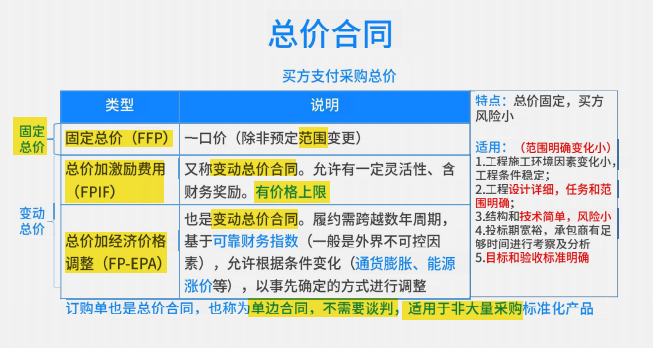 总价合同
买方支付采购总价
类型
说明
固定
总价
固定总价（FFP）
一口价（除非预定范围变更）
总价加激励费用
（FPIF）
又称变动总价合同。允许有一定灵活性、含
财务奖励。有价格上限
变动
总价
总价加经济价格
调整（FP-EPA）
也是变动总价合同。履约需跨越数年周期，
基于可靠财务指数（一般是外界不可控因
素），允许根据条件变化（通货膨胀、能源
涨价等），以事先确定的方式进行调整
特点：总价固定，买方
风险小
适用：（范围明确变化小）
1.工程施工环境因素变化小，
工程条件稳定；
2.工程设计详细，任务和范
围明确；
3.结构和技术简单，风险小
4.投标期宽裕，承包商有足
够时间进行考察及分析
5.目标和验收标准明确
订购单也是总价合同，也称为单边合同，不需要谈判，适用于非大量采购标准化产品